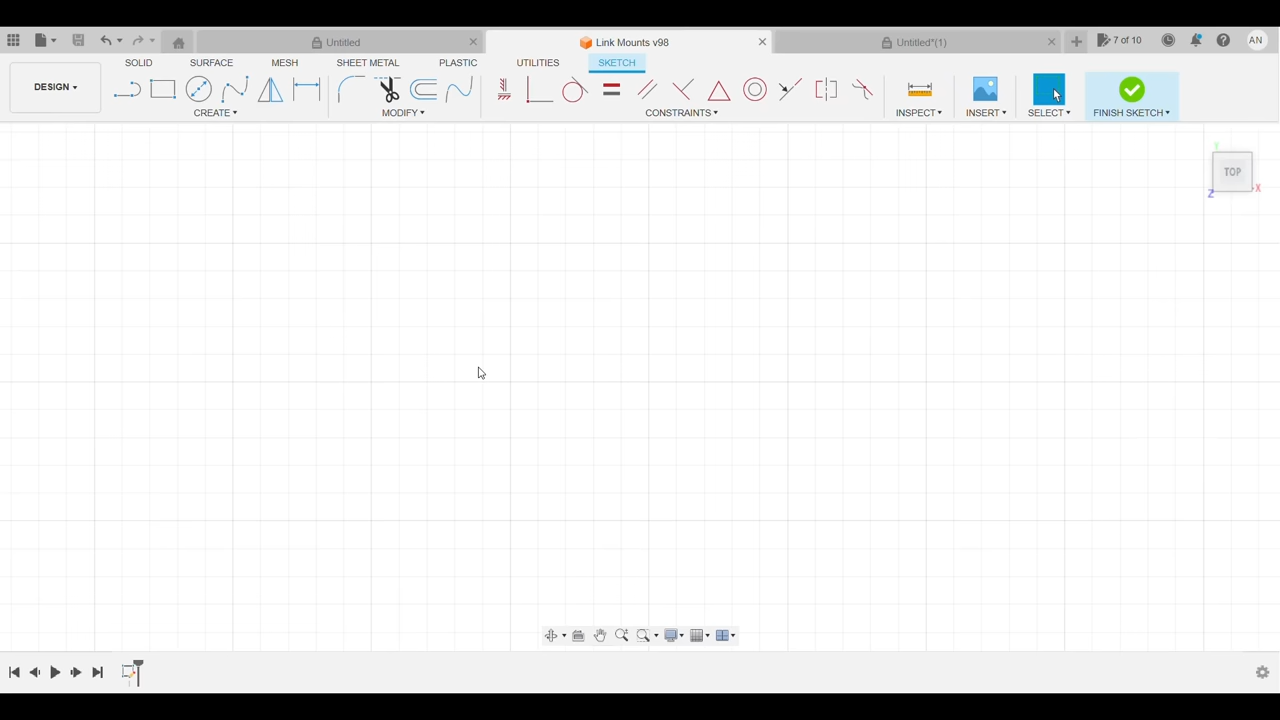 Untitled
Link Mounts v98
Untitled*(1)
7 of 10
AN
DESIGN
SOLID
SURFACE
MESH
SHEET METAL
PLASTIC
UTILITIES
SKETCH
CREATE
MODIFY
CONSTRAINTS
INSPECT
INSERT
SELECT
FINISH SKETCH
Y
TOP
X
Z